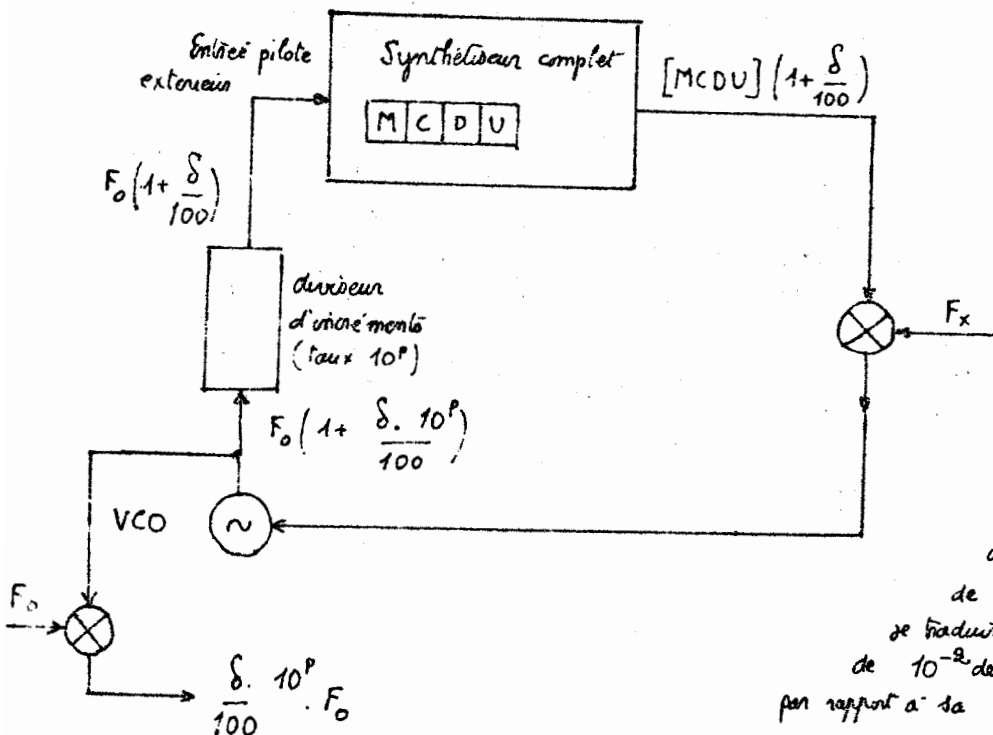 Entrée pilote
exterieur
Synthétiseur complet
M C D U
[MCDU] (1 + δ/100)
F₀ (1 + δ/100)
diviseur
d'incréments
(taux 10ᵖ)
Fₓ
F₀ (1 + δ. 10ᵖ/100)
VCO
~
F₀
δ. 10ᵖ/100 . F₀
de
se traduit
de 10⁻² de
par rapport à sa